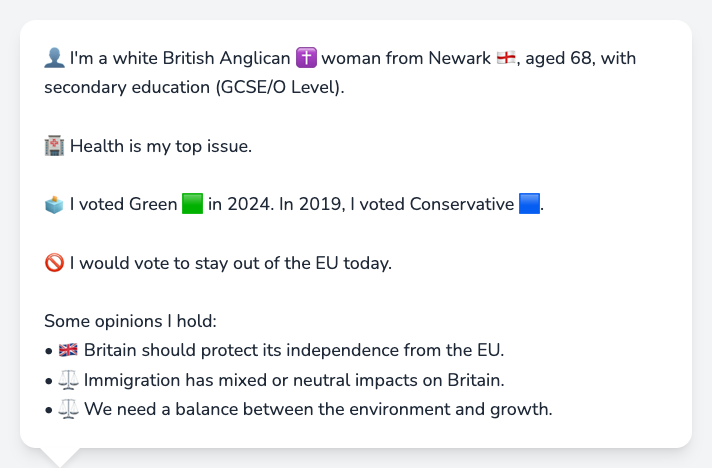 👤 I'm a white British Anglican ✝️ woman from Newark 🏴󠁧󠁢󠁥󠁮󠁧󠁿, aged 68, with
secondary education (GCSE/O Level).
🏥 Health is my top issue.
🗳️ I voted Green 🟩 in 2024. In 2019, I voted Conservative 🟦.
🚫 I would vote to stay out of the EU today.
Some opinions I hold:
• 🇬🇧 Britain should protect its independence from the EU.
• ⚖️ Immigration has mixed or neutral impacts on Britain.
• ⚖️ We need a balance between the environment and growth.